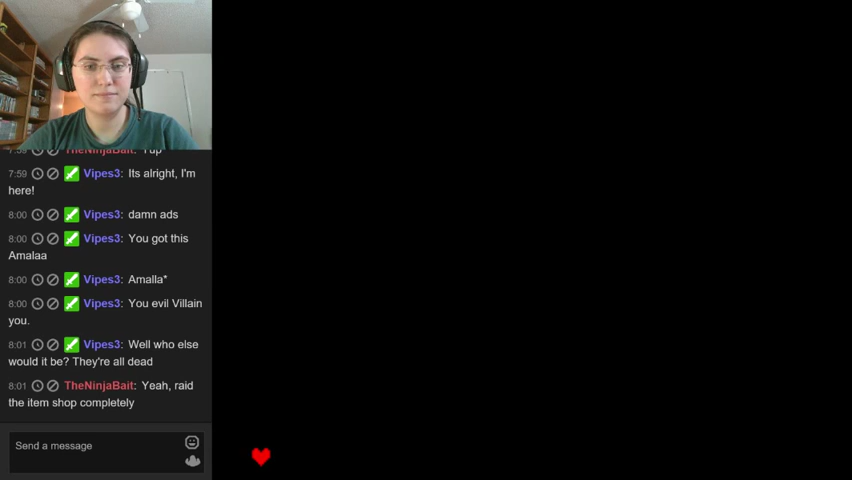 7:59 TheNinjaBait: Yup
7:59 Vipes3: Its alright, I'm
here!
8:00 Vipes3: damn ads
8:00 Vipes3: You got this
Amalaa
8:00 Vipes3: Amalla*
8:00 Vipes3: You evil Villain
you.
8:01 Vipes3: Well who else
would it be? They're all dead
8:01 TheNinjaBait: Yeah, raid
the item shop completely
Send a message